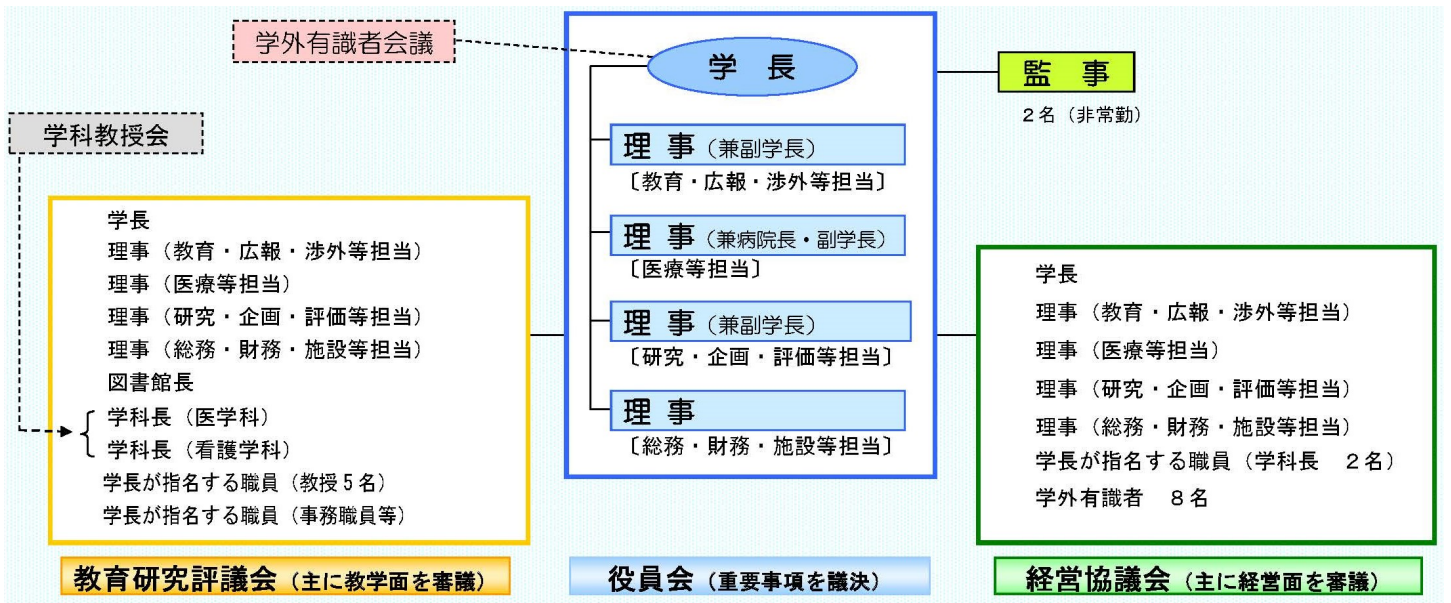 学外有識者会議
学 長
監 事
2名（非常勤）
学科教授会
理 事（兼副学長）
〔教育・広報・渉外等担当〕
理 事（兼病院長・副学長）
〔医療等担当〕
理 事（兼副学長）
〔研究・企画・評価等担当〕
理 事
〔総務・財務・施設等担当〕
学長
理事（教育・広報・渉外等担当）
理事（医療等担当）
理事（研究・企画・評価等担当）
理事（総務・財務・施設等担当）
図書館長
学科長（医学科）
学科長（看護学科）
学長が指名する職員（教授5名）
学長が指名する職員（事務職員等）
学長
理事（教育・広報・渉外等担当）
理事（医療等担当）
理事（研究・企画・評価等担当）
理事（総務・財務・施設等担当）
学長が指名する職員（学科長　2名）
学外有識者　8名
教育研究評議会（主に教学面を審議）
役員会（重要事項を議決）
経営協議会（主に経営面を審議）